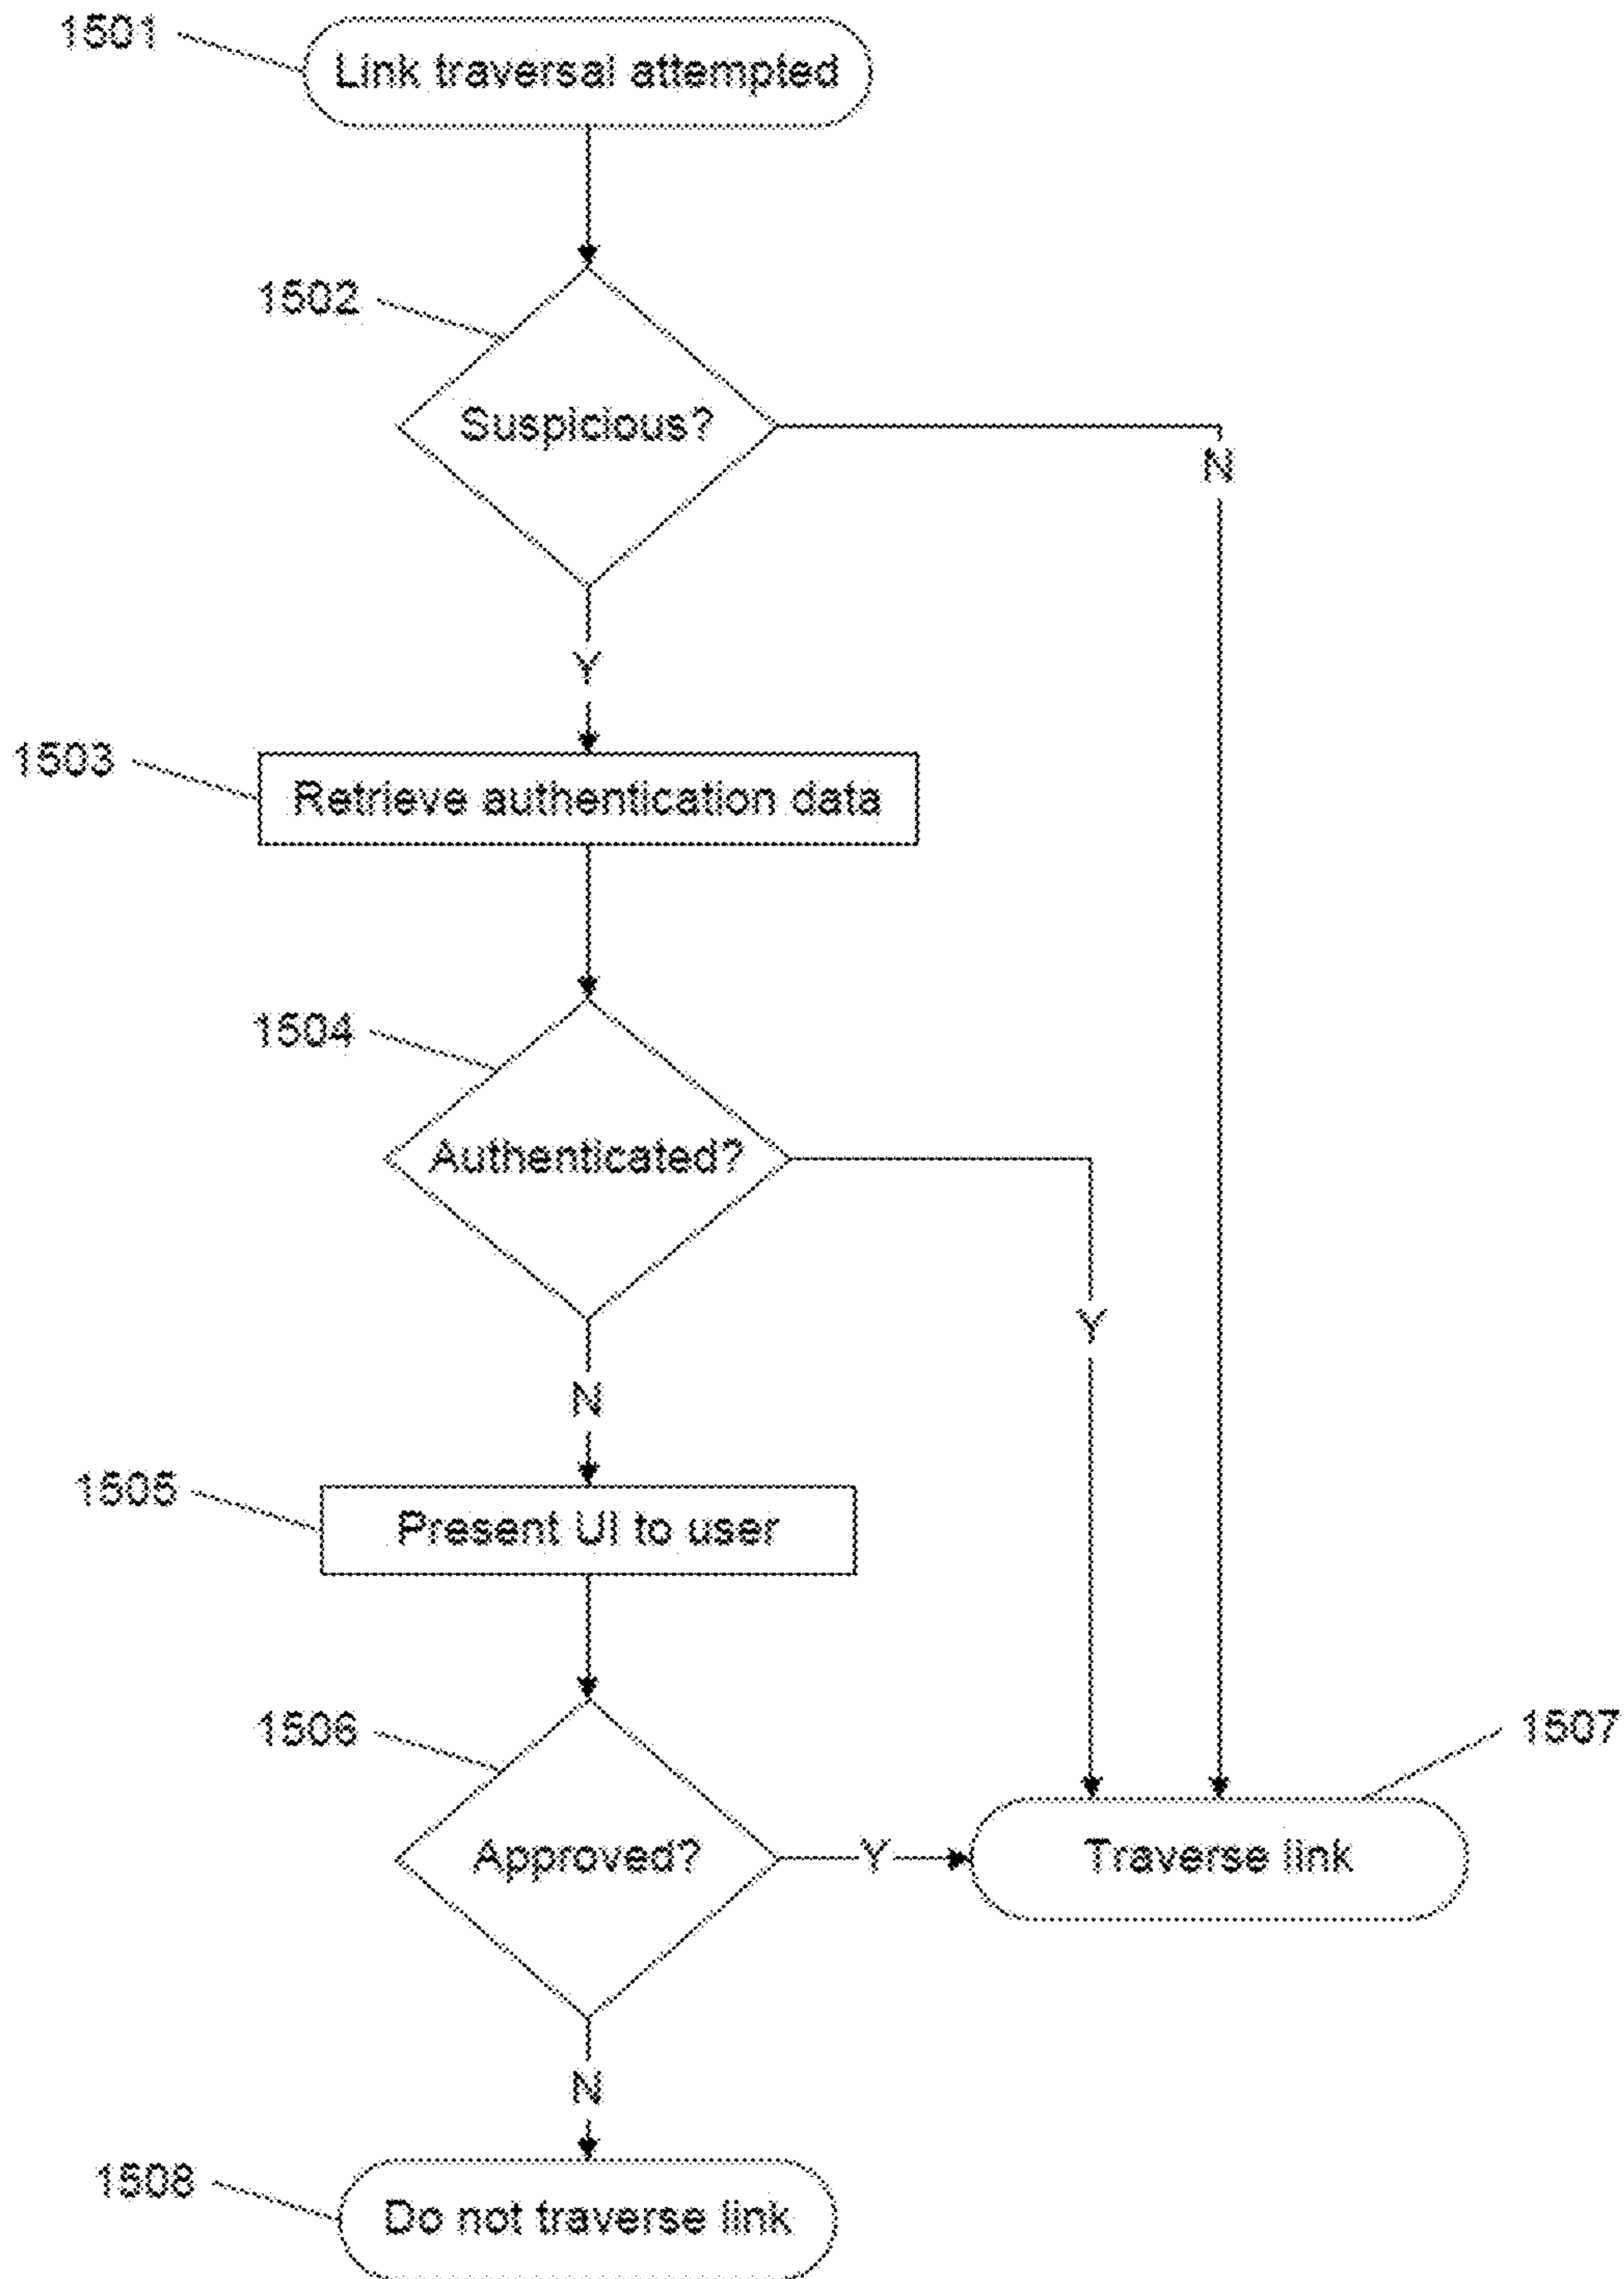 1501
Link traversal attempted
1502
Suspicious?
N
Y
1503
Retrieve authentication data
1504
Authenticated?
Y
N
1505
Present UI to user
1506
1507
Approved?
Y
Traverse link
N
1508
Do not traverse link